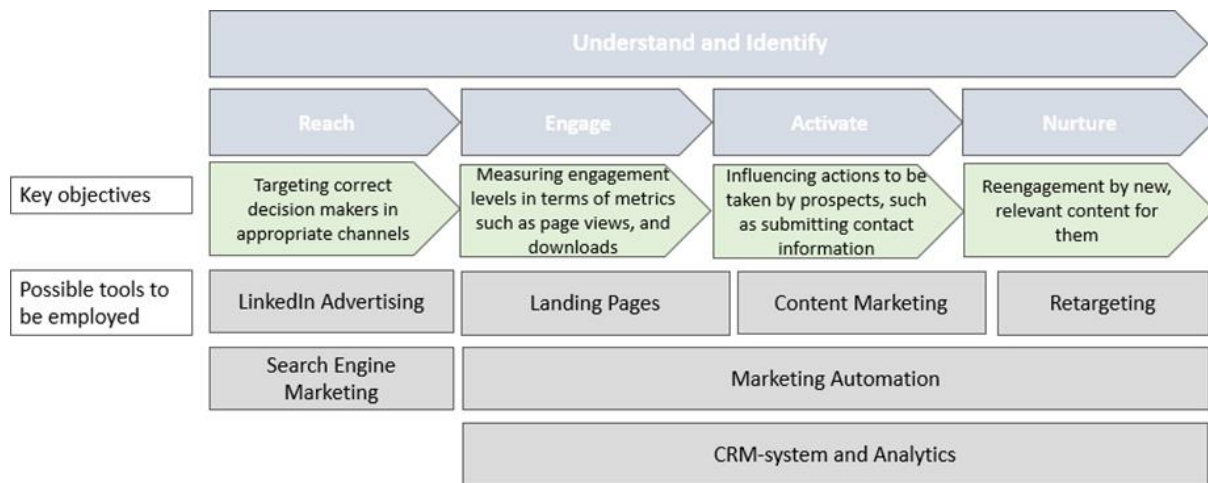 Understand and Identify
Reach
Engage
Activate
Nurture
Key objectives
Targeting correct
decision makers in
appropriate channels
Measuring engagement
levels in terms of metrics
such as page views, and
downloads
Influencing actions to be
taken by prospects, such
as submitting contact
information
Reengagement by new,
relevant content for
them
Possible tools to
be employed
LinkedIn Advertising
Landing Pages
Content Marketing
Retargeting
Search Engine
Marketing
Marketing Automation
CRM-system and Analytics